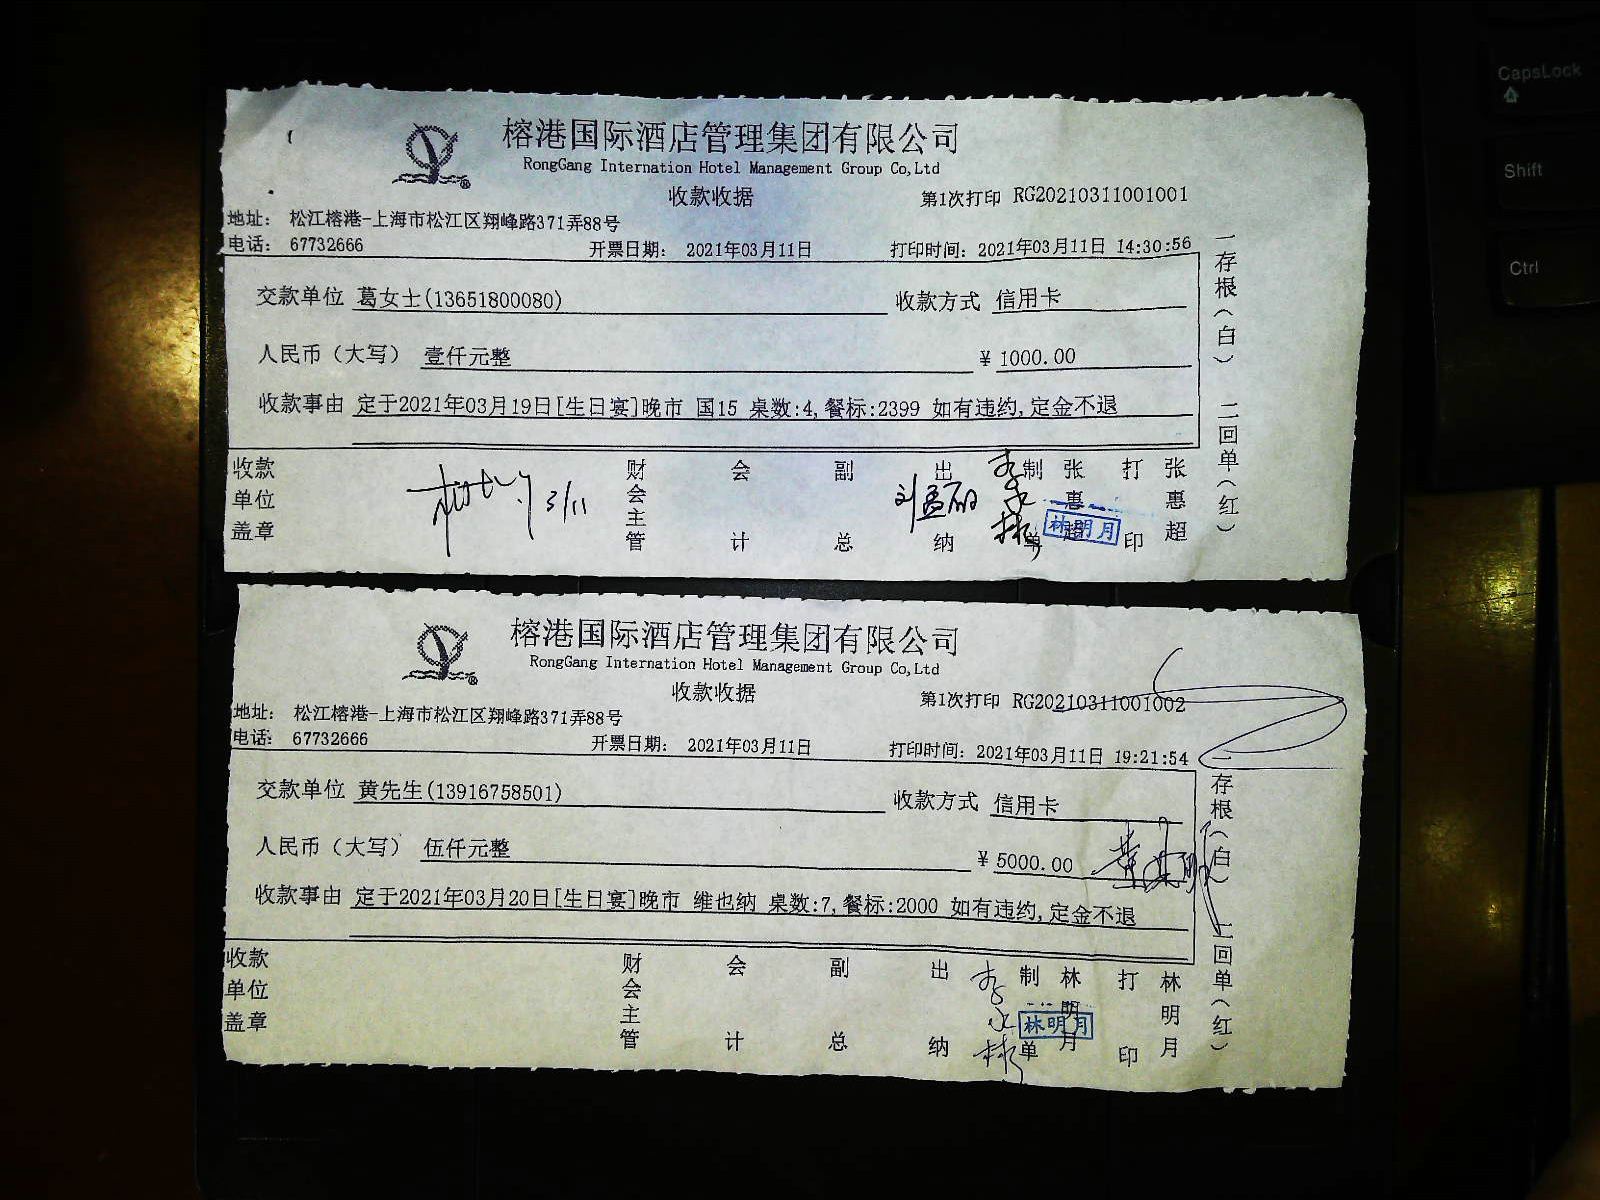 榕港国际酒店管理集团有限公司
RongGang Internation Hotel Management Group Co,Ltd
收款收据
第1次打印 RG20210311001001
地址： 松江榕港-上海市松江区翔峰路371弄88号
电话： 67732666 开票日期： 2021年03月11日 打印时间：2021年03月11日 14:30:56
交款单位 葛女士(13651800080) 收款方式 信用卡
人民币（大写） 壹仟元整 ¥ 1000.00
收款事由 定于2021年03月19日[生日宴]晚市 国15 桌数:4,餐标:2399 如有违约,定金不退
一存根（白） 二回单（红）
收款单位盖章 3/11 财会主管 会计 副总 出纳 刘孟丽 制单 张惠超 打印 张惠超
李永彬
林明月
榕港国际酒店管理集团有限公司
RongGang Internation Hotel Management Group Co,Ltd
收款收据
第1次打印 RG20210311001002
地址： 松江榕港-上海市松江区翔峰路371弄88号
电话： 67732666 开票日期： 2021年03月11日 打印时间：2021年03月11日 19:21:54
交款单位 黄先生(13916758501) 收款方式 信用卡
人民币（大写） 伍仟元整 ¥ 5000.00
收款事由 定于2021年03月20日[生日宴]晚市 维也纳 桌数:7,餐标:2000 如有违约,定金不退
一存根（白） 二回单（红）
收款单位盖章 财会主管 会计 副总 出纳 李永彬 制单 林明月 打印 林明月
林明月
CapsLock
Shift
Ctrl